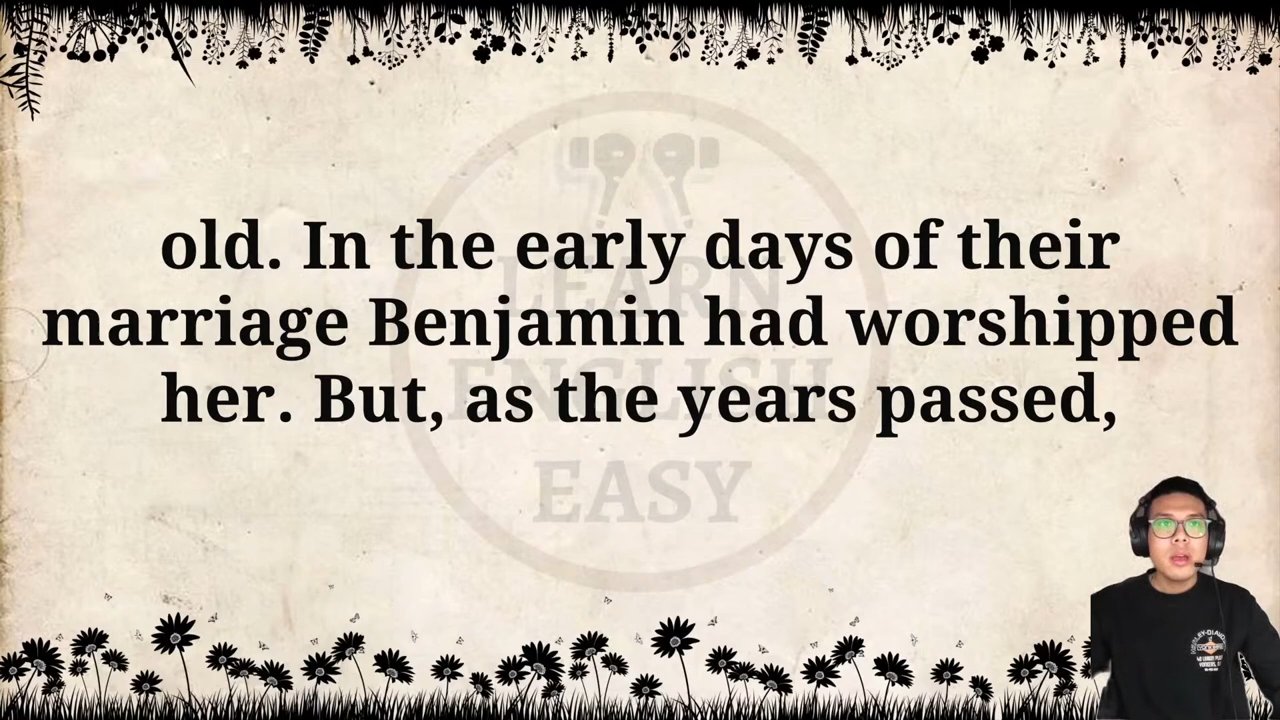 old. In the early days of their
marriage Benjamin had worshipped
her. But, as the years passed,
LEARN
ENGLISH
EASY